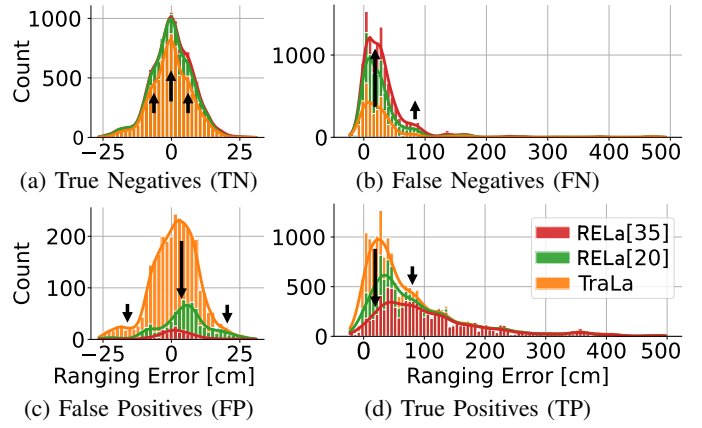 Count
1000
500
0
−25
0
25
(a) True Negatives (TN)
1000
0
0
100
200
300
400
500
(b) False Negatives (FN)
Count
200
100
0
−25
0
25
Ranging Error [cm]
(c) False Positives (FP)
1000
500
0
0
100
200
300
400
500
Ranging Error [cm]
RELa[35]
RELa[20]
TraLa
(d) True Positives (TP)